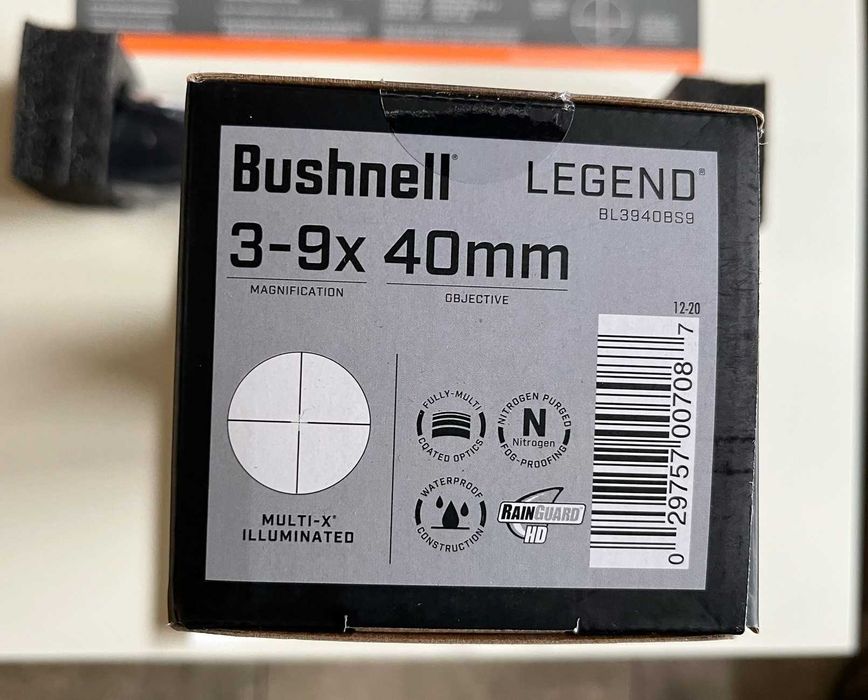 Bushnell®
LEGEND®
BL3940BS9
3-9x 40mm
MAGNIFICATION
OBJECTIVE
12-20
MULTI-X®
ILLUMINATED
FULLY-MULTI
COATED OPTICS
NITROGEN PURGED
N
Nitrogen
FOG-PROOFING
WATERPROOF
CONSTRUCTION
RAINGUARD
HD
0 29757 00708 7